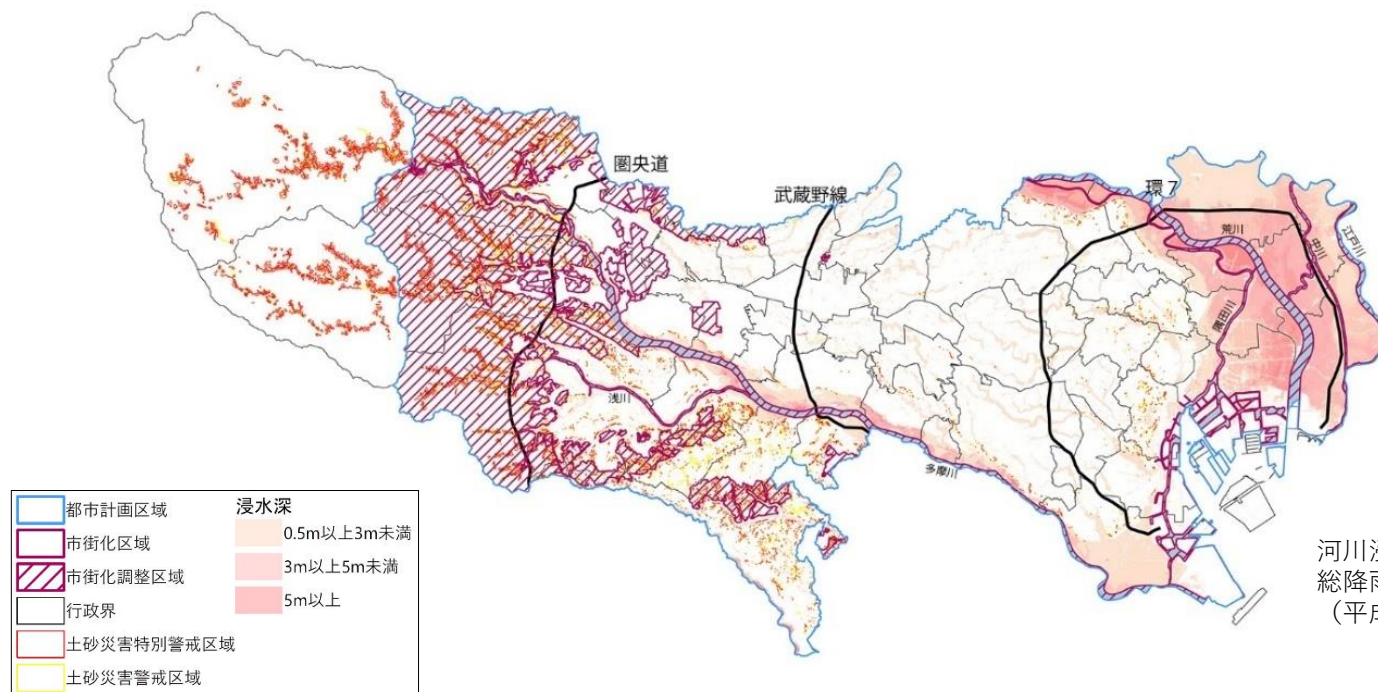 圏央道
武蔵野線
環7
荒川
中川
江戸川
隅田川
浅川
多摩川
都市計画区域
市街化区域
市街化調整区域
行政界
土砂災害特別警戒区域
土砂災害警戒区域
浸水深
0.5m以上3m未満
3m以上5m未満
5m以上
河川浸
総降雨
（平成